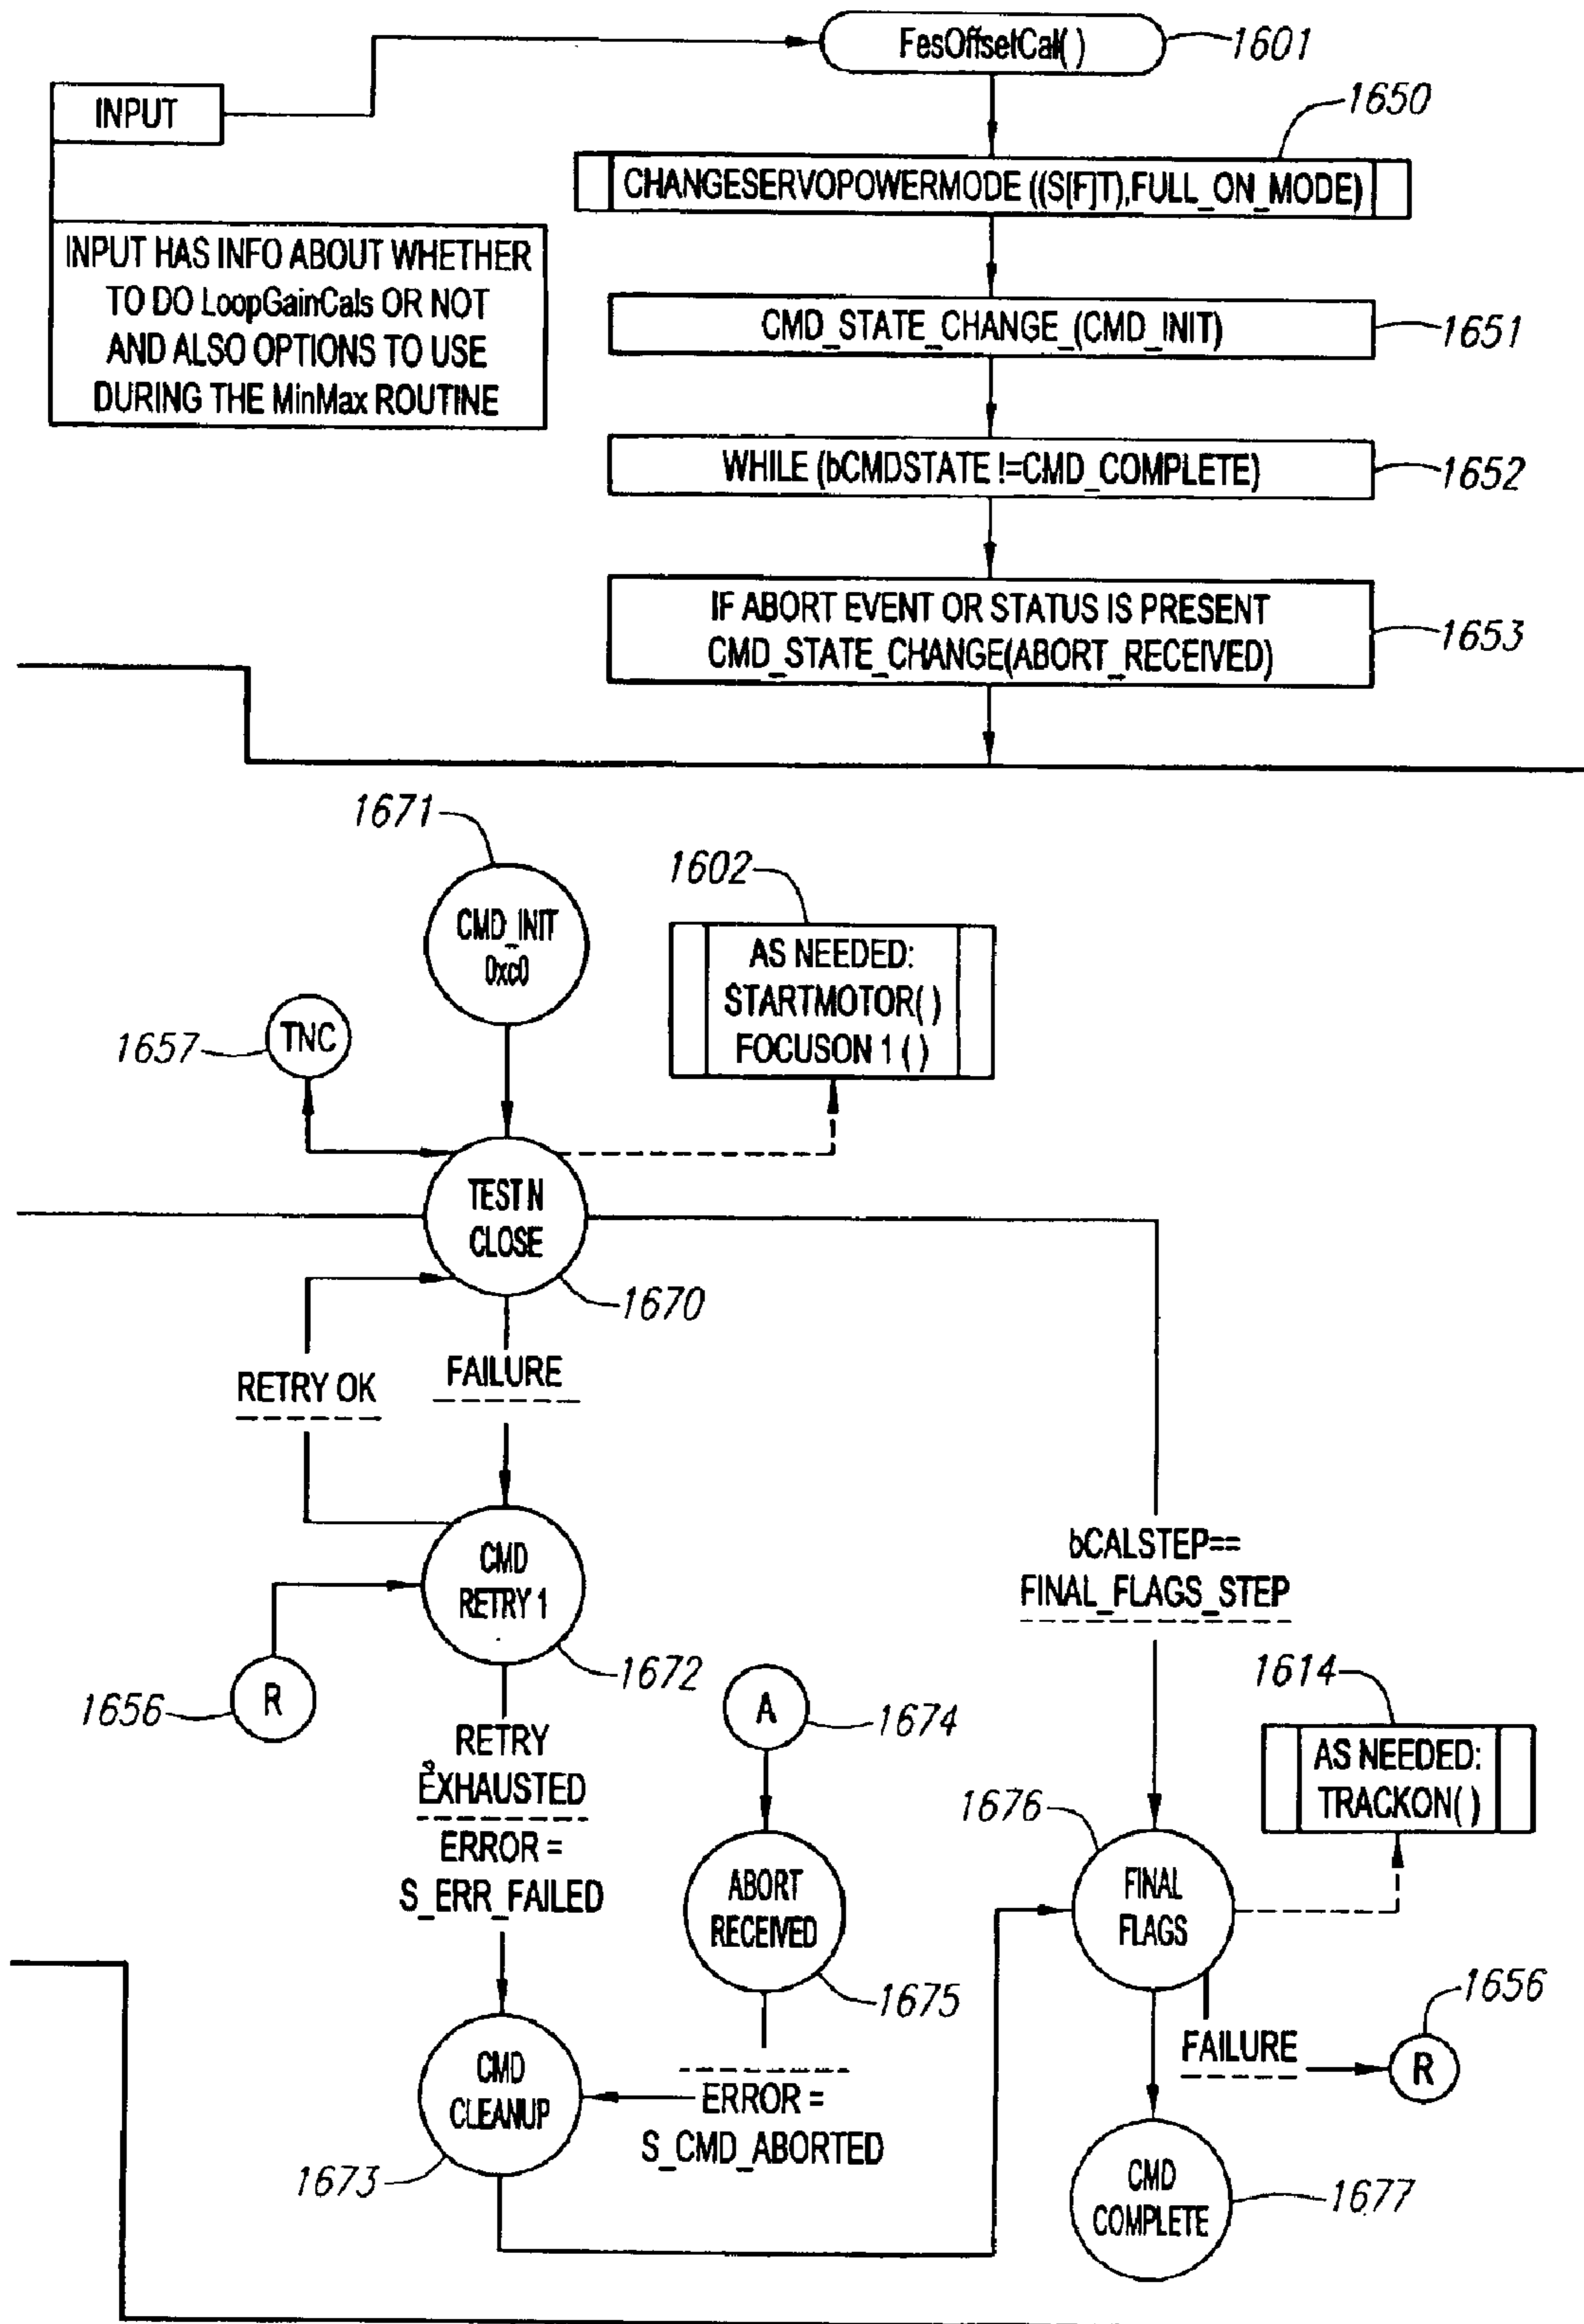 FesOffsetCal( )
1601
INPUT
1650
CHANGESERVOPOWERMODE ((S[F]T),FULL_ON_MODE)
INPUT HAS INFO ABOUT WHETHER
TO DO LoopGainCals OR NOT
AND ALSO OPTIONS TO USE
DURING THE MinMax ROUTINE
CMD_STATE_CHANGE_(CMD_INIT)
1651
WHILE (bCMDSTATE !=CMD_COMPLETE)
1652
IF ABORT EVENT OR STATUS IS PRESENT
CMD_STATE_CHANGE(ABORT_RECEIVED)
1653
1671
CMD_INIT
0xc0
1602
AS NEEDED:
STARTMOTOR( )
FOCUSON 1 ( )
1657
TNC
TEST N
CLOSE
1670
RETRY OK
FAILURE
CMD
RETRY 1
1672
1656
R
bCALSTEP==
FINAL_FLAGS_STEP
RETRY
EXHAUSTED
ERROR =
S_ERR_FAILED
A
1674
1614
AS NEEDED:
TRACKON( )
1676
FINAL
FLAGS
ABORT
RECEIVED
1675
1656
FAILURE
R
CMD
CLEANUP
1673
ERROR =
S_CMD_ABORTED
CMD
COMPLETE
1677